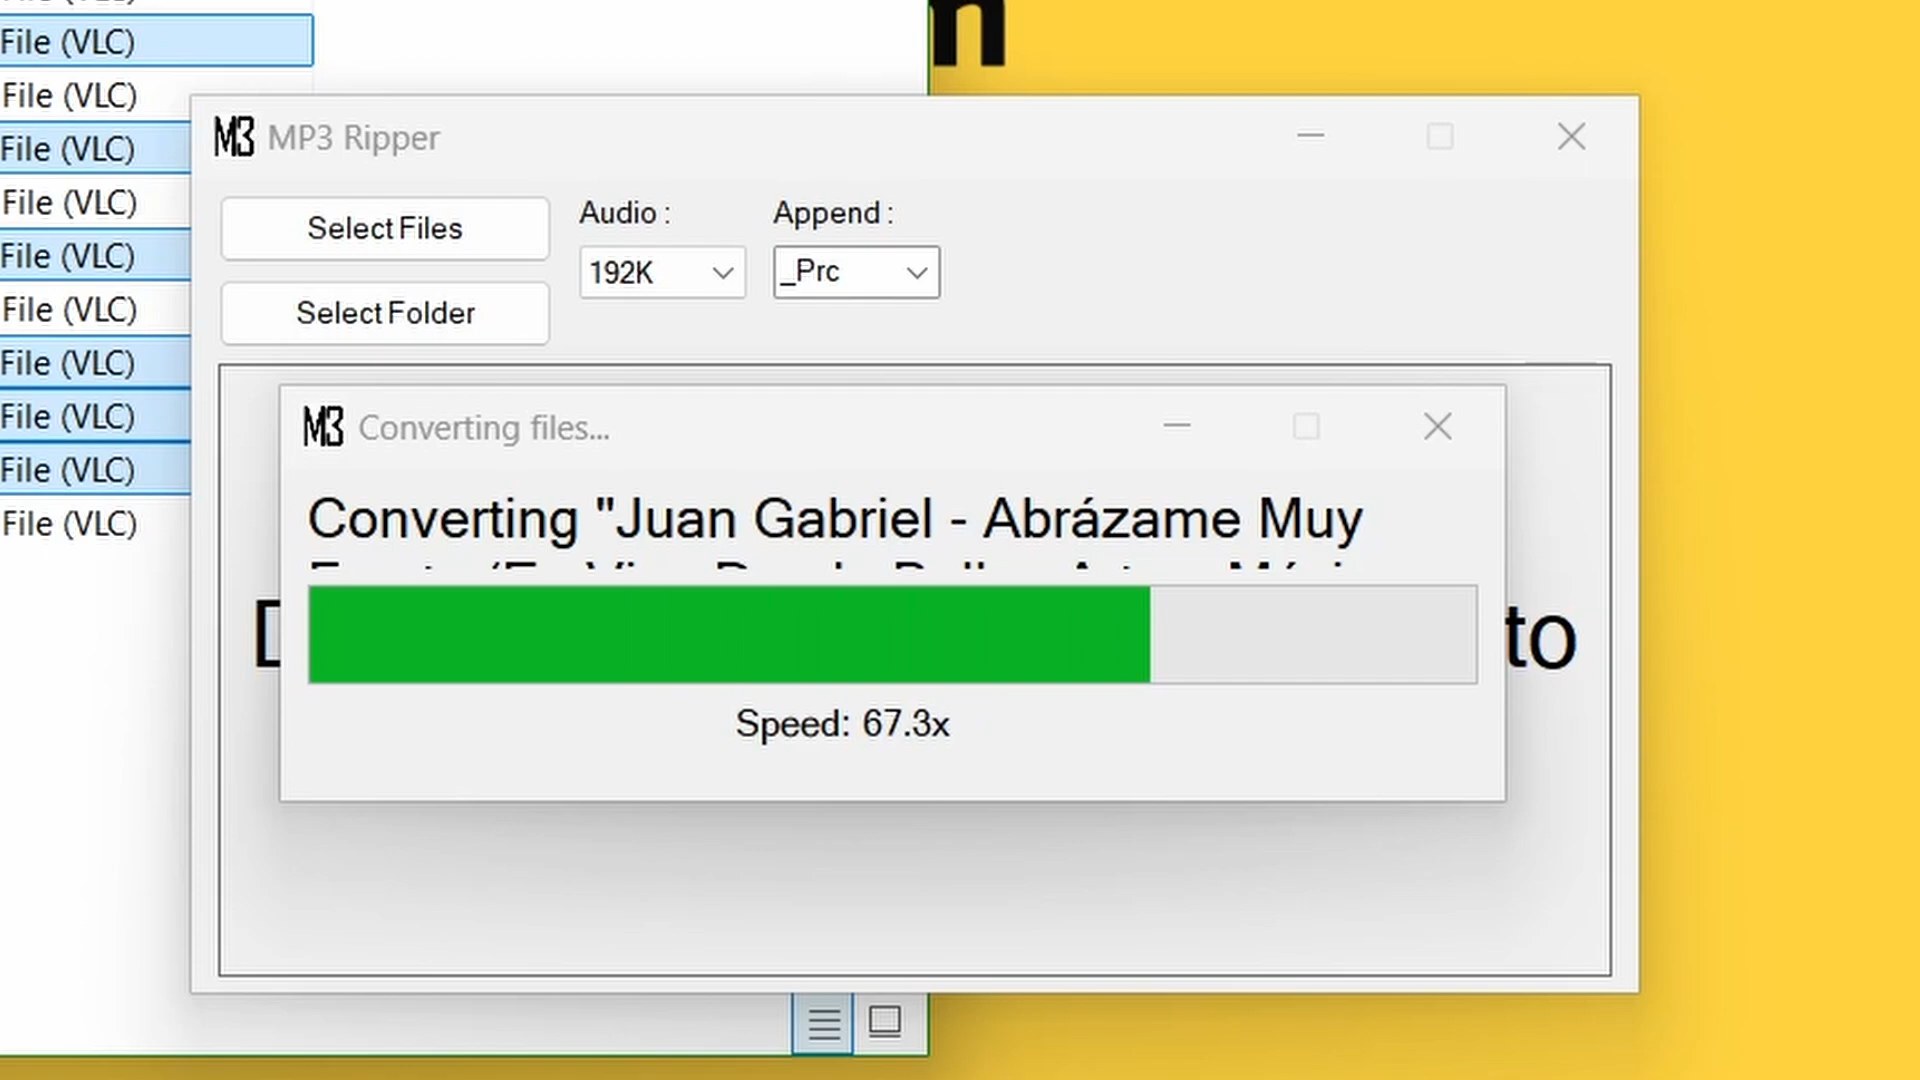 n
File (VLC)
File (VLC)
File (VLC)
File (VLC)
File (VLC)
File (VLC)
File (VLC)
File (VLC)
File (VLC)
File (VLC)
M3 MP3 Ripper
Select Files
Audio :
Append :
192K
_Prc
Select Folder
M3 Converting files...
Converting "Juan Gabriel - Abrázame Muy
to
Speed: 67.3x